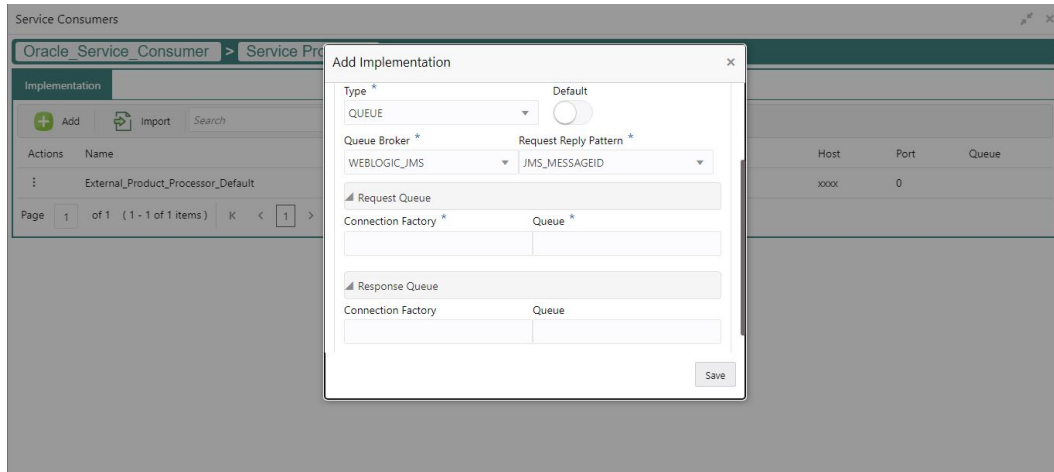 Service Consumers
Oracle_Service_Consumer > Service Pro
Implementation
Add Import Search
Actions Name Host Port Queue
External_Product_Processor_Default xxxx 0
Page 1 of 1 (1 - 1 of 1 items) K < 1 >
Add Implementation ×
Type * Default
QUEUE
Queue Broker * Request Reply Pattern *
WEBLOGIC_JMS JMS_MESSAGEID
Request Queue
Connection Factory * Queue *
Response Queue
Connection Factory Queue
Save